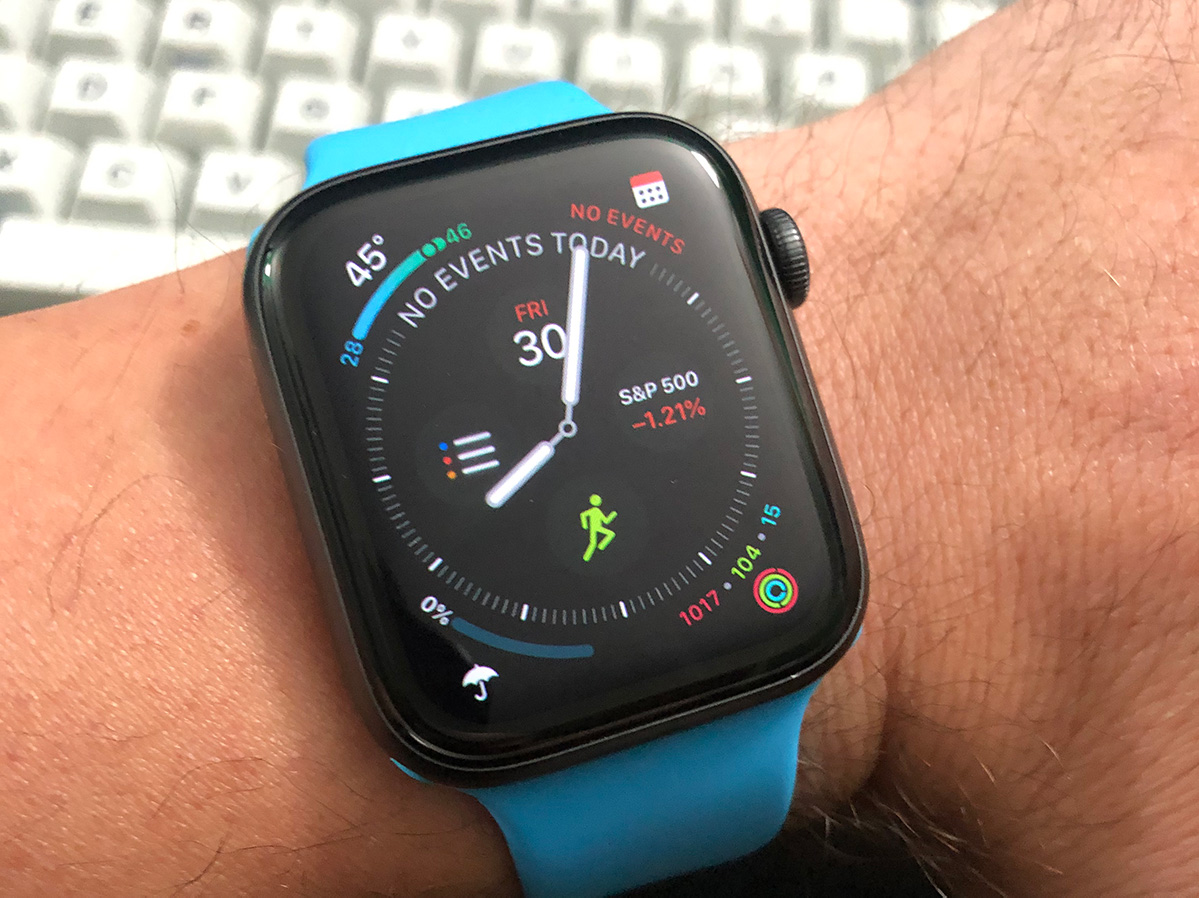 45°
46
28
NO EVENTS
NO EVENTS TODAY
FRI
30
S&P 500
-1.21%
0%
1017 • 104 • 15
C
V